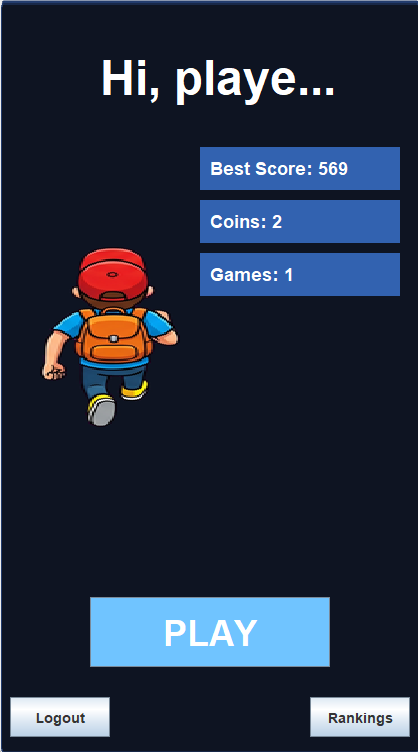 Hi, playe...
Best Score: 569
Coins: 2
Games: 1
PLAY
Logout
Rankings